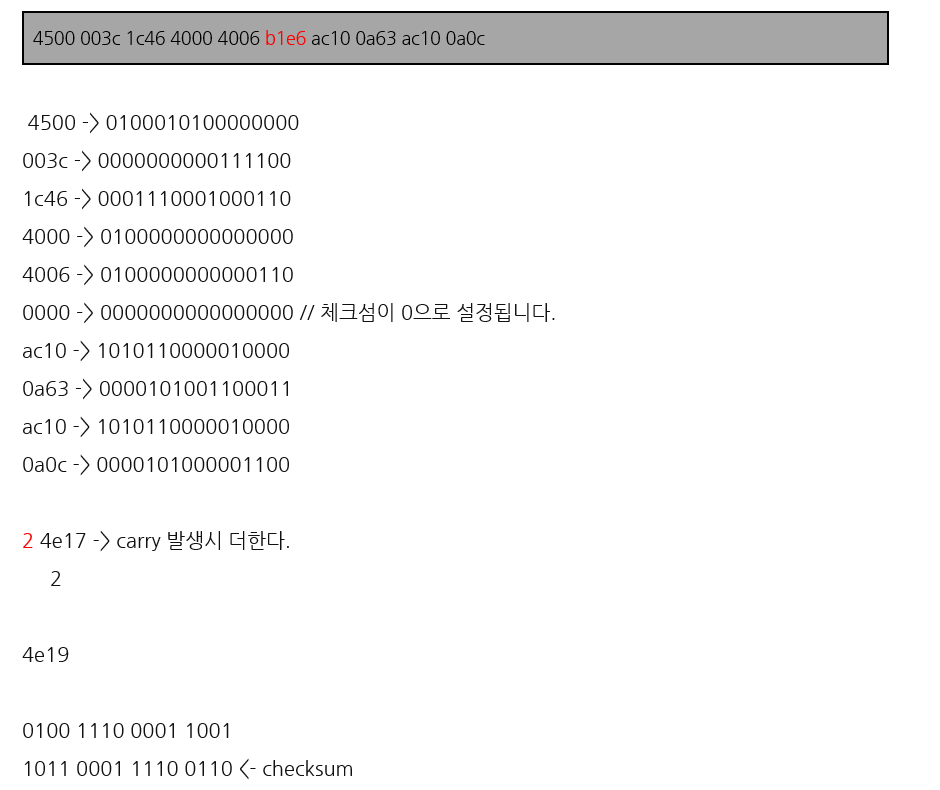 4500 003c 1c46 4000 4006 b1e6 ac10 0a63 ac10 0a0c
4500 -> 0100010100000000
003c -> 0000000000111100
1c46 -> 0001110001000110
4000 -> 0100000000000000
4006 -> 0100000000000110
0000 -> 0000000000000000 // 체크섬이 0으로 설정됩니다.
ac10 -> 1010110000010000
0a63 -> 0000101001100011
ac10 -> 1010110000010000
0a0c -> 0000101000001100
2 4e17 -> carry 발생시 더한다.
2
4e19
0100 1110 0001 1001
1011 0001 1110 0110 <- checksum